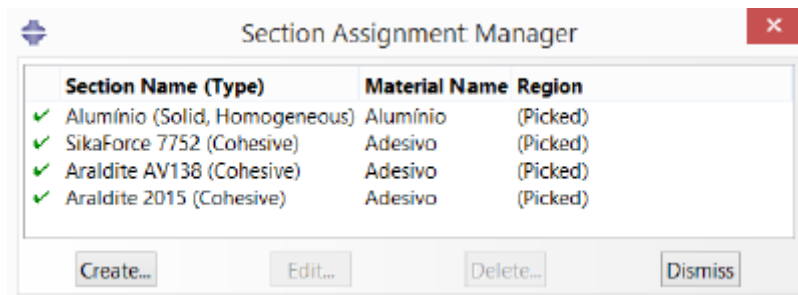 Section Assignment Manager
Section Name (Type) Material Name Region
Alumínio (Solid, Homogeneous) Alumínio (Picked)
SikaForce 7752 (Cohesive) Adesivo (Picked)
Araldite AV138 (Cohesive) Adesivo (Picked)
Araldite 2015 (Cohesive) Adesivo (Picked)
Create... Edit... Delete... Dismiss